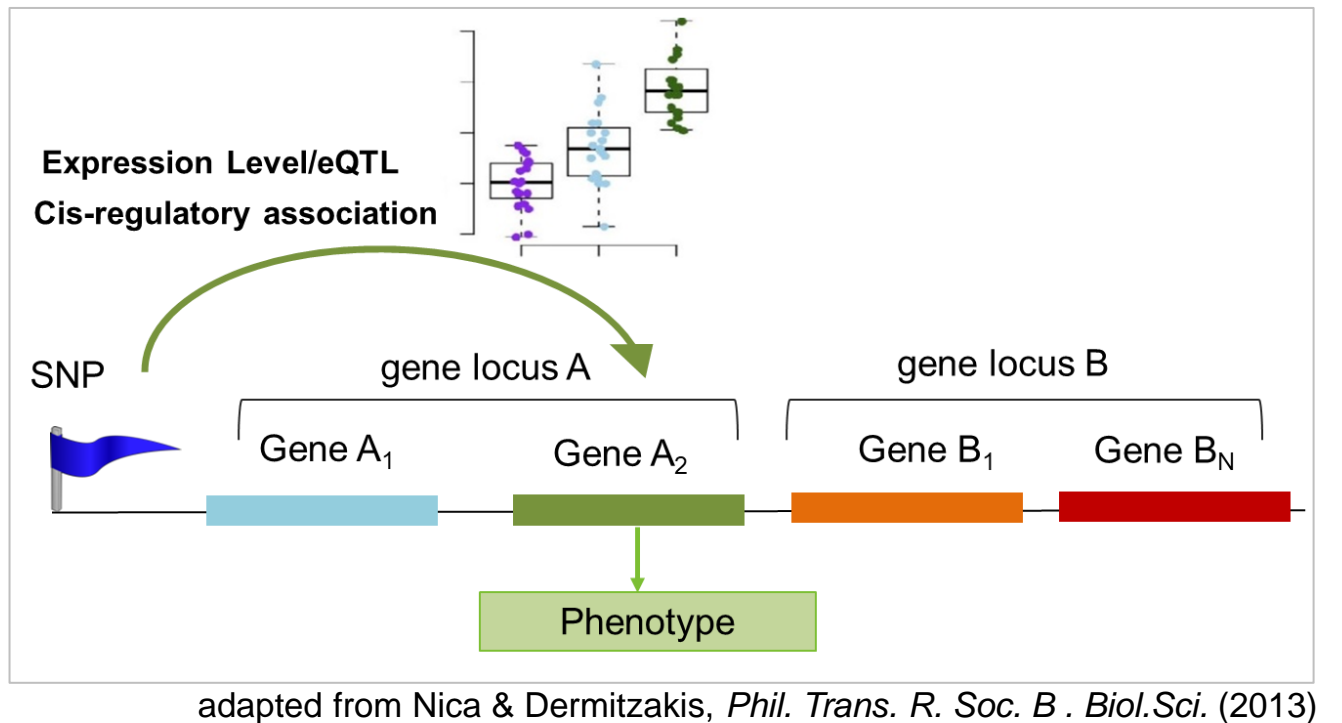 Expression Level/eQTL
Cis-regulatory association
SNP
gene locus A
gene locus B
Gene A₁
Gene A₂
Gene B₁
Gene Bₙ
Phenotype
adapted from Nica & Dermitzakis, Phil. Trans. R. Soc. B . Biol.Sci. (2013)